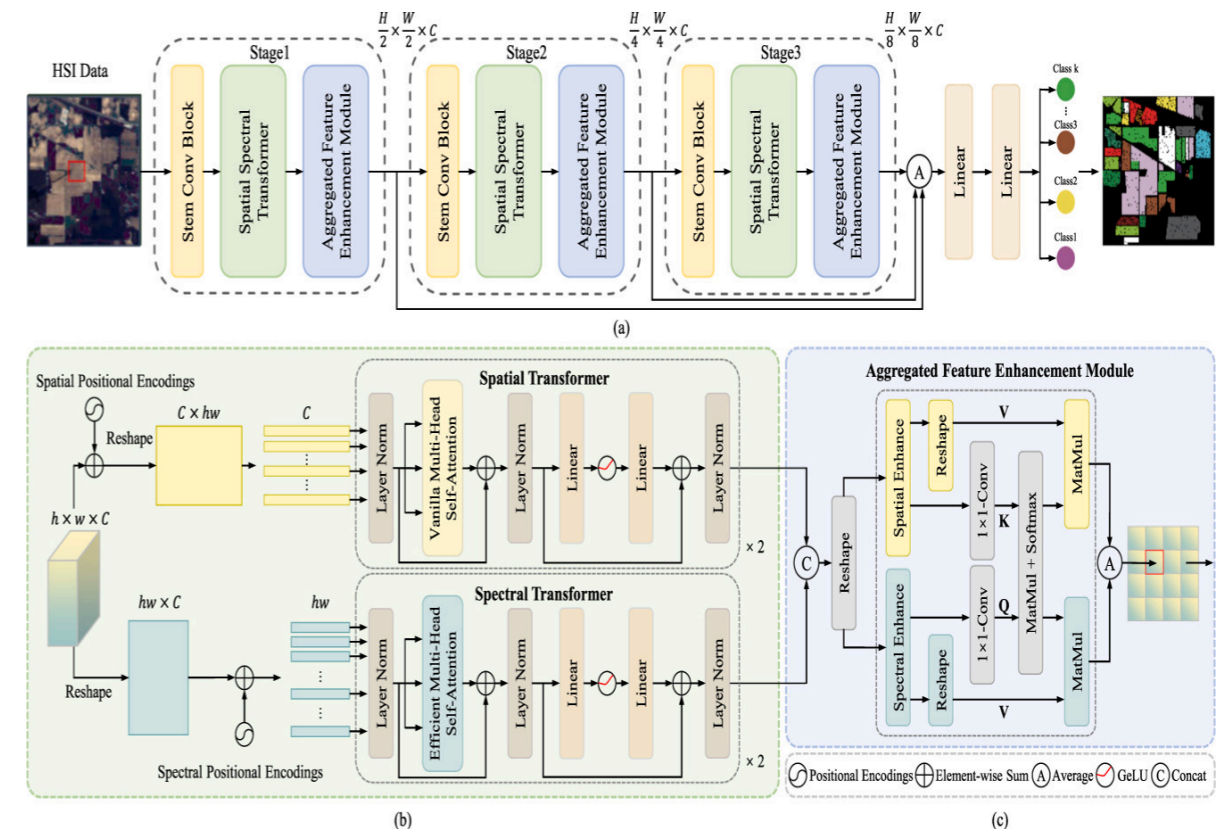 (a)
H/2 × W/2 × C
H/4 × W/4 × C
H/8 × W/8 × C
HSI Data
Stage1
Stem Conv Block
Spatial Spectral
Transformer
Aggregated Feature
Enhancement Module
Stage2
Stem Conv Block
Spatial Spectral
Transformer
Aggregated Feature
Enhancement Module
Stage3
Stem Conv Block
Spatial Spectral
Transformer
Aggregated Feature
Enhancement Module
A
Linear
Linear
Class k
⋮
Class3
Class2
Class1
(a)
Spatial Positional Encodings
Reshape
C × hw
C
⋮
⋮
h × w × C
Spatial Transformer
Layer Norm
Vanilla Multi-Head
Self-Attention
Layer Norm
Linear
Linear
Layer Norm
× 2
Reshape
hw × C
hw
⋮
⋮
Spectral Positional Encodings
Spectral Transformer
Layer Norm
Efficient Multi-Head
Self-Attention
Layer Norm
Linear
Linear
Layer Norm
× 2
C
Aggregated Feature Enhancement Module
Reshape
Spatial Enhance
Reshape
V
1×1-Conv
K
MatMul + Softmax
MatMul
Spectral Enhance
1×1-Conv
Q
Reshape
V
MatMul
A
Positional Encodings
Element-wise Sum
A Average
GeLU
C Concat
(b)
(c)